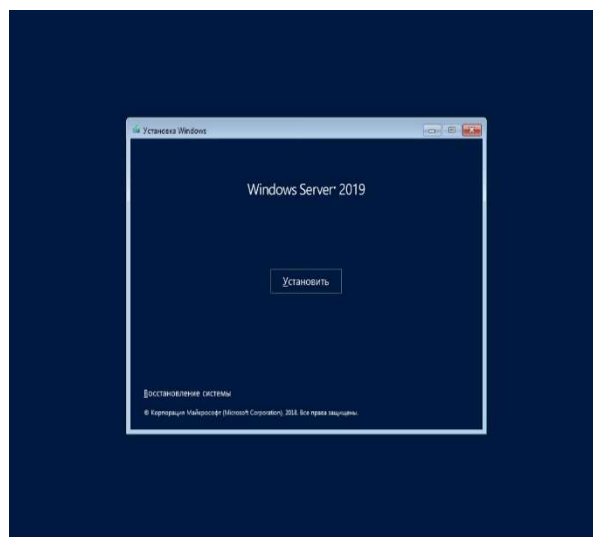 Установка Windows
Windows Server® 2019
Установить
Восстановление системы
© Корпорация Майкрософт (Microsoft Corporation), 2018. Все права защищены.